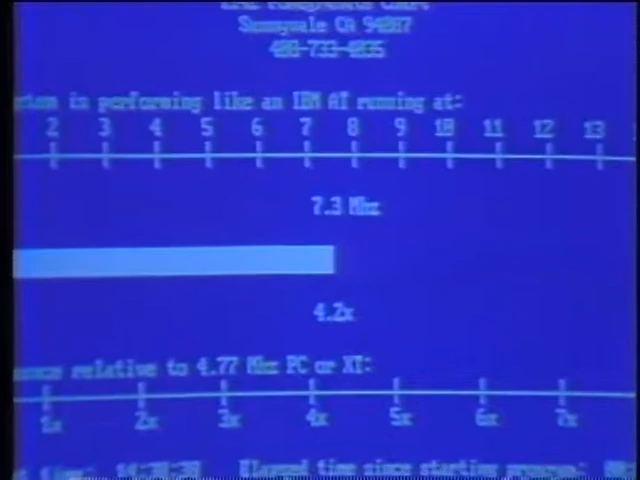 Sunnyvale CA 94087
408-733-4035
is performing like an IBM AT running at:
2 3 4 5 6 7 8 9 10 11 12 13
7.3 Mhz
4.2x
relative to 4.77 Mhz PC or XT:
1x 2x 3x 4x 5x 6x 7x
Elapsed time since starting program: